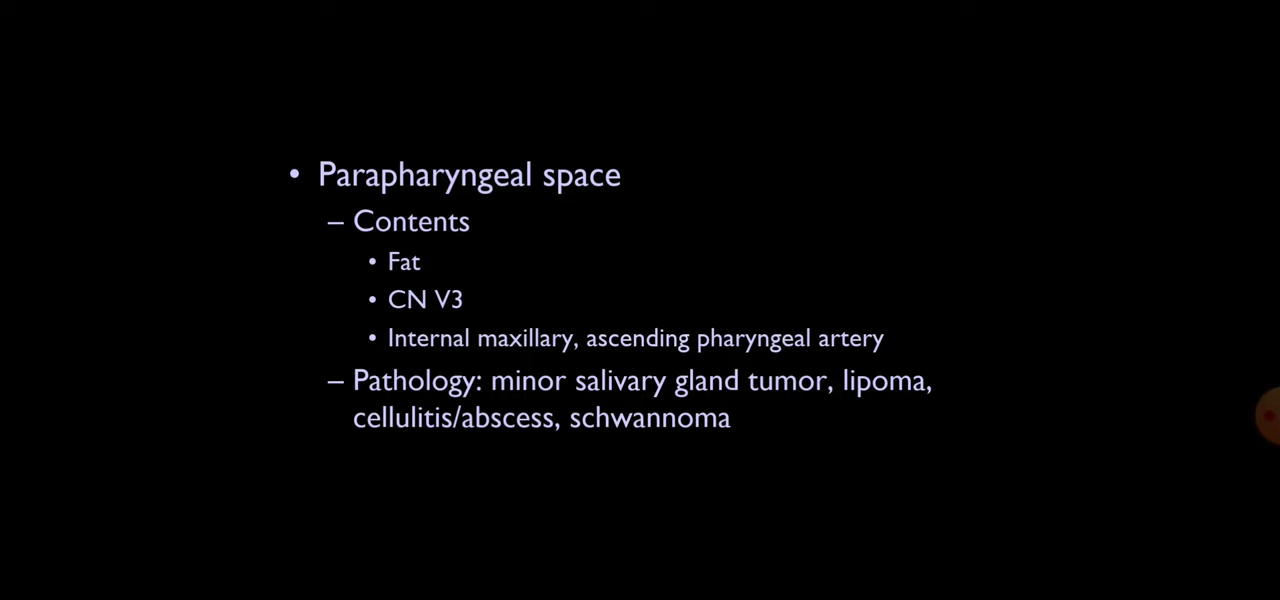 • Parapharyngeal space
– Contents
• Fat
• CN V3
• Internal maxillary, ascending pharyngeal artery
– Pathology: minor salivary gland tumor, lipoma,
cellulitis/abscess, schwannoma